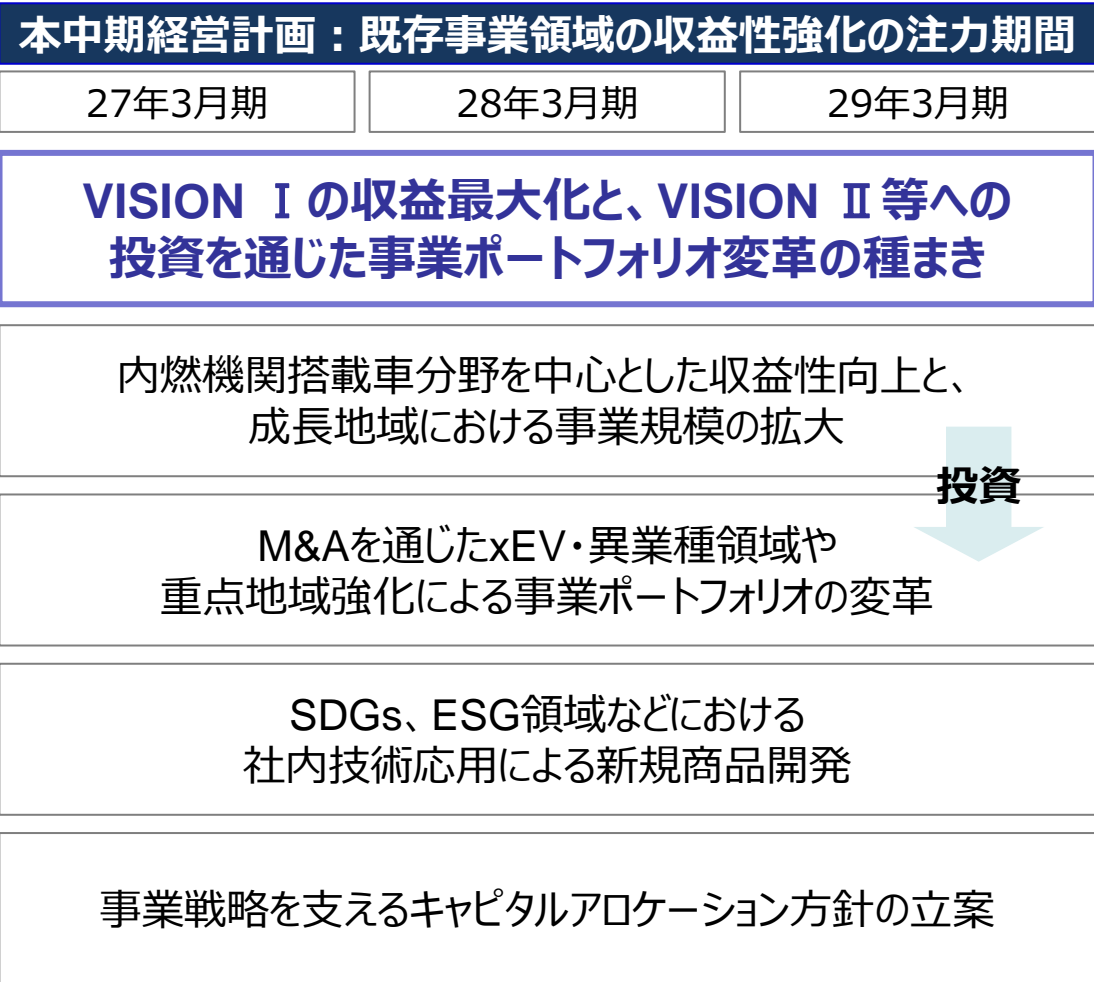 本中期経営計画：既存事業領域の収益性強化の注力期間
27年3月期
28年3月期
29年3月期
VISION Ⅰの収益最大化と、VISION Ⅱ等への
投資を通じた事業ポートフォリオ変革の種まき
内燃機関搭載車分野を中心とした収益性向上と、
成長地域における事業規模の拡大
投資
M&Aを通じたxEV・異業種領域や
重点地域強化による事業ポートフォリオの変革
SDGs、ESG領域などにおける
社内技術応用による新規商品開発
事業戦略を支えるキャピタルアロケーション方針の立案